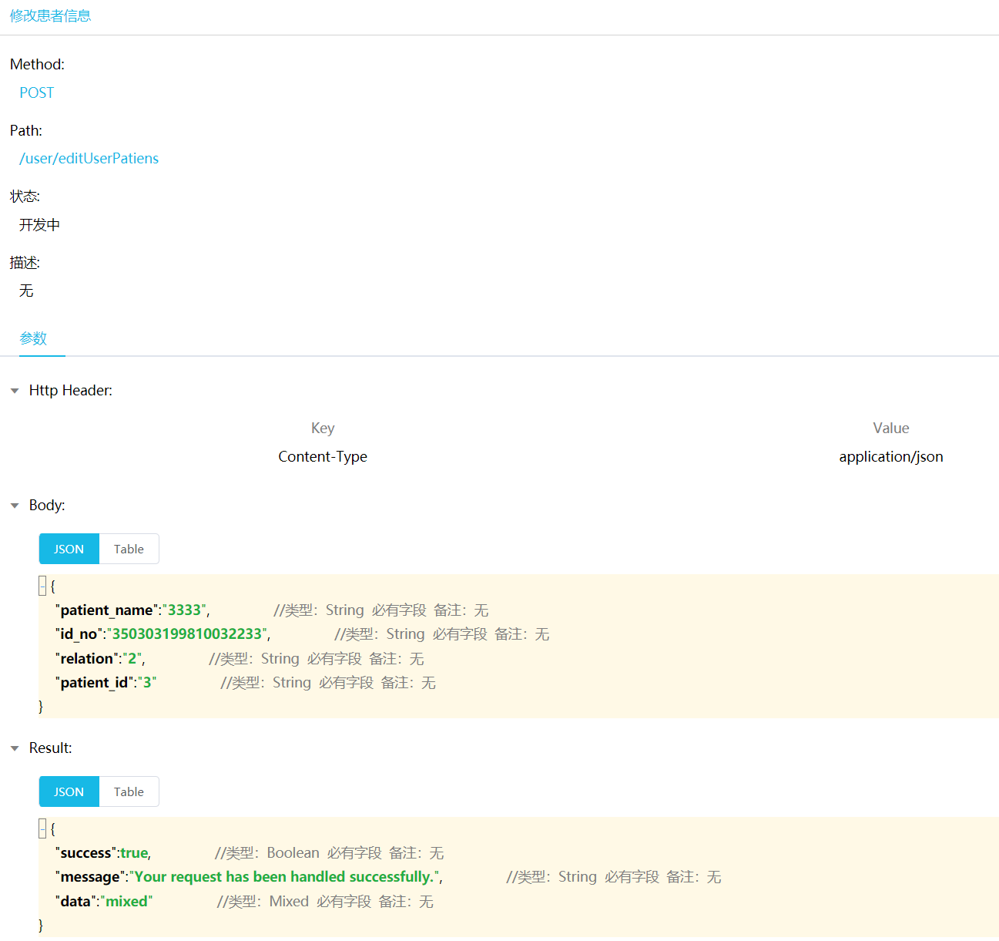 修改患者信息
Method:
POST
Path:
/user/editUserPatiens
状态:
开发中
描述:
无
参数
Http Header:
Key Value
Content-Type application/json
Body:
JSON Table
- {
"patient_name":"3333", //类型：String 必有字段 备注：无
"id_no":"350303199810032233", //类型：String 必有字段 备注：无
"relation":"2", //类型：String 必有字段 备注：无
"patient_id":"3" //类型：String 必有字段 备注：无
}
Result:
JSON Table
- {
"success":true, //类型：Boolean 必有字段 备注：无
"message":"Your request has been handled successfully.", //类型：String 必有字段 备注：无
"data":"mixed" //类型：Mixed 必有字段 备注：无
}